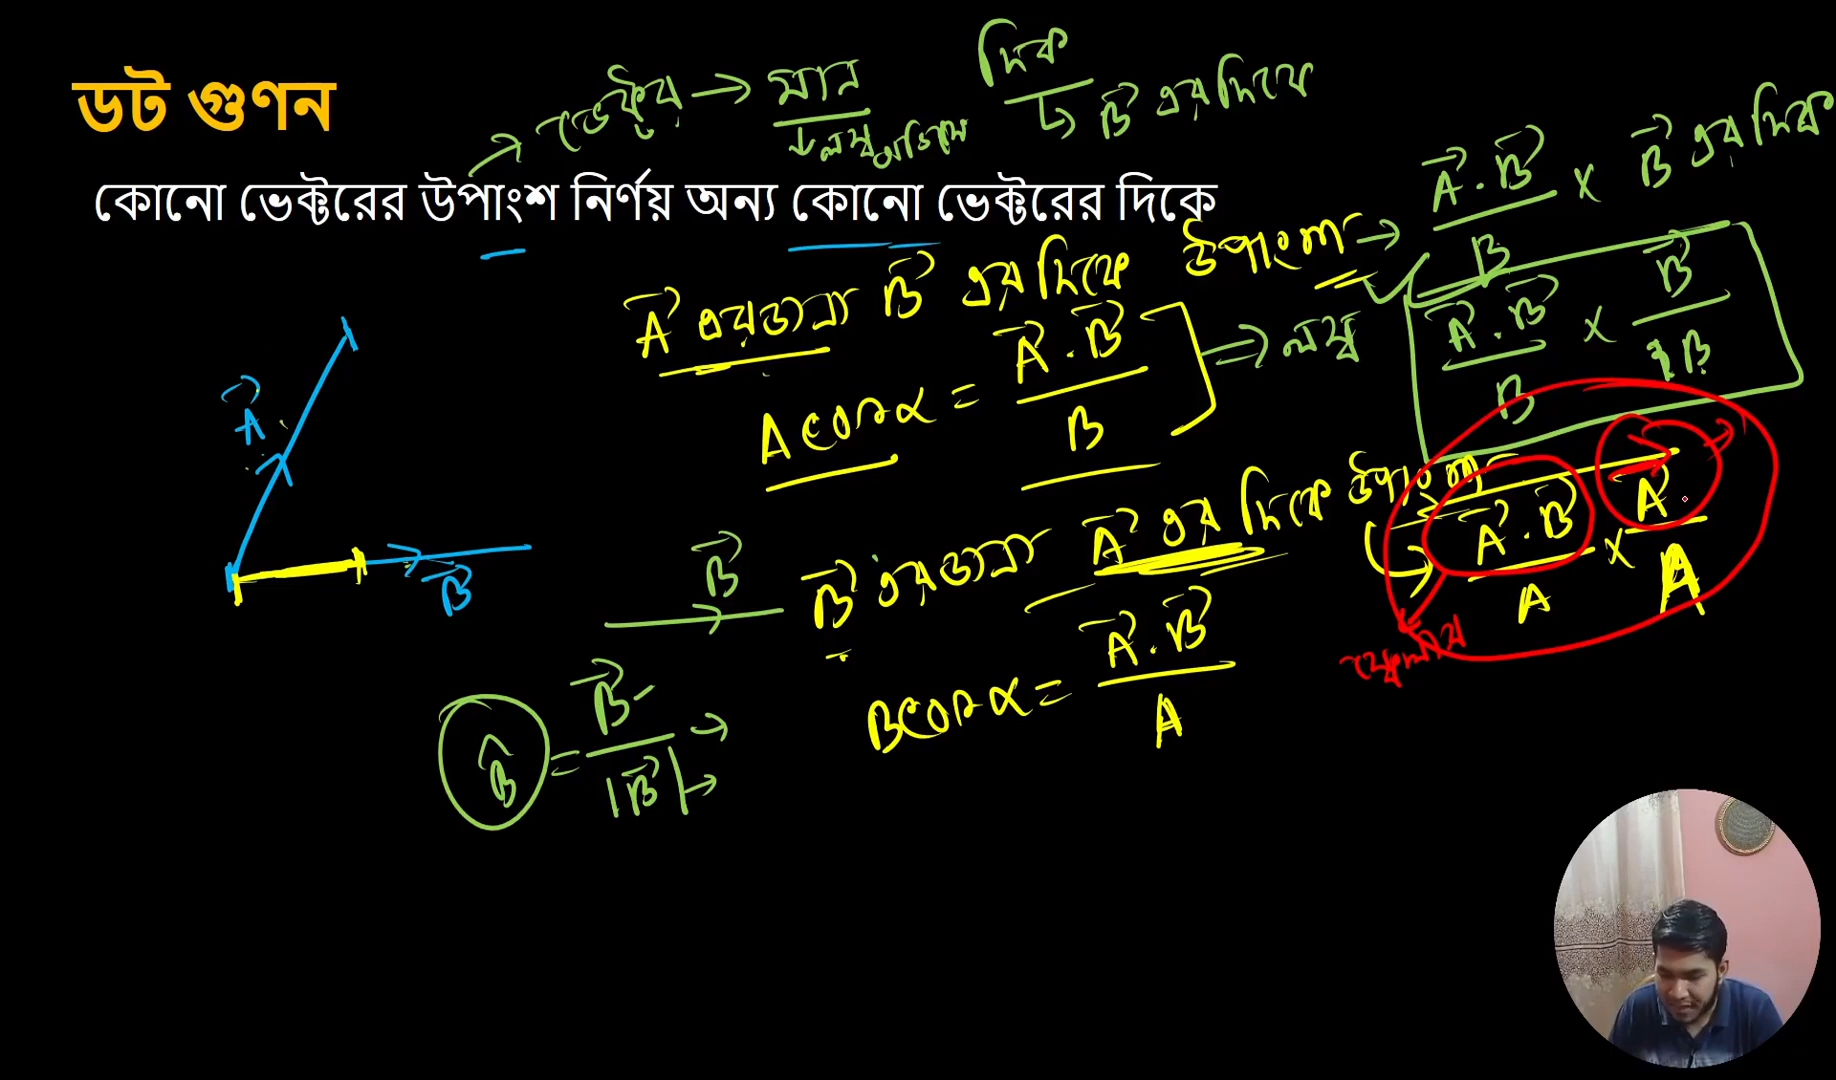 ডট গুণন
ভেক্টর → মান দিক
লম্ব অভিক্ষেপ B⃗ এর দিকে
কোনো ভেক্টরের উপাংশ নির্ণয় অন্য কোনো ভেক্টরের দিকে
A⃗ এর B⃗ এর দিকে উপাংশ → A⃗.B⃗/B × B⃗ এর দিক
A cosα = A⃗.B⃗/B ⇒ লম্ব
A⃗.B⃗/B × B⃗/B
A⃗
B⃗
B⃗
B⃗ এর A⃗ এর দিকে উপাংশ
A⃗.B⃗/A × A⃗/A
B cosα = A⃗.B⃗/A
B̂ = B⃗/|B⃗|